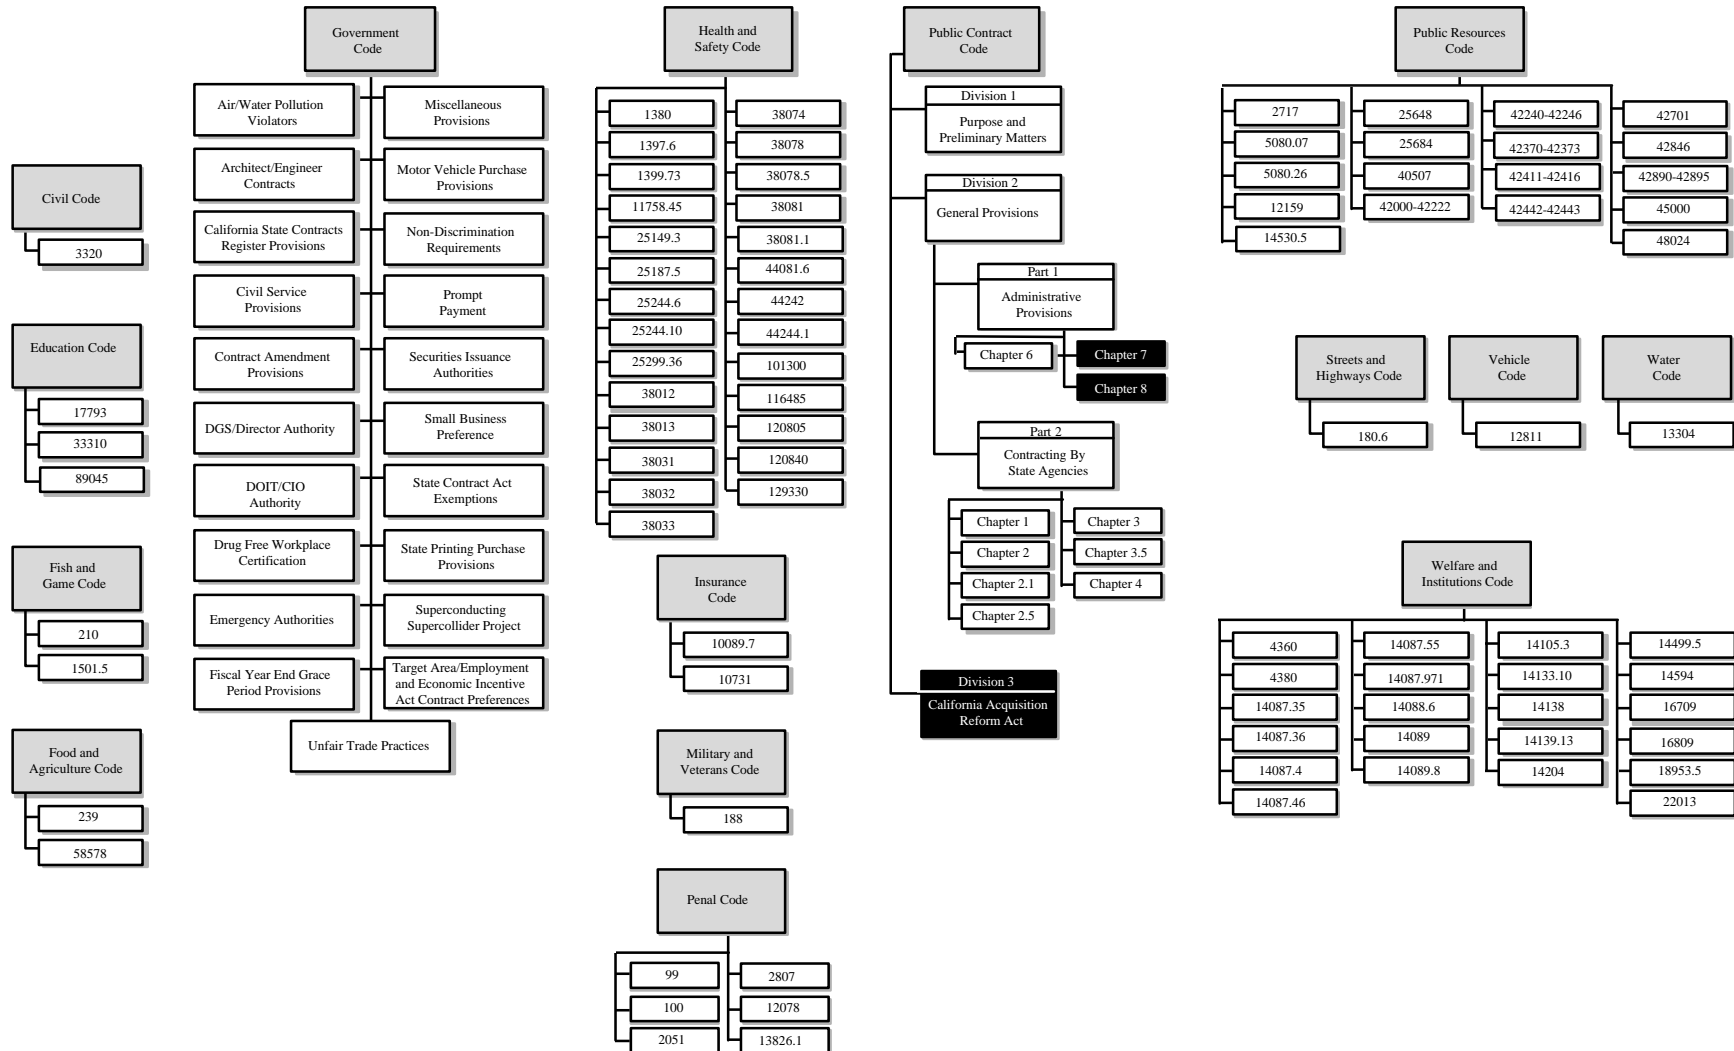 Civil Code
3320
Education Code
17793
33310
89045
Fish and
Game Code
210
1501.5
Food and
Agriculture Code
239
58578
Government
Code
Air/Water Pollution
Violators
Miscellaneous
Provisions
Architect/Engineer
Contracts
Motor Vehicle Purchase
Provisions
California State Contracts
Register Provisions
Non-Discrimination
Requirements
Civil Service
Provisions
Prompt
Payment
Contract Amendment
Provisions
Securities Issuance
Authorities
DGS/Director Authority
Small Business
Preference
DOIT/CIO
Authority
State Contract Act
Exemptions
Drug Free Workplace
Certification
State Printing Purchase
Provisions
Emergency Authorities
Superconducting
Supercollider Project
Fiscal Year End Grace
Period Provisions
Target Area/Employment
and Economic Incentive
Act Contract Preferences
Unfair Trade Practices
Health and
Safety Code
1380
1397.6
1399.73
11758.45
25149.3
25187.5
25244.6
25244.10
25299.36
38012
38013
38031
38032
38033
38074
38078
38078.5
38081
38081.1
44081.6
44242
44244.1
101300
116485
120805
120840
129330
Insurance
Code
10089.7
10731
Military and
Veterans Code
188
Penal Code
99
100
2051
2807
12078
13826.1
Public Contract
Code
Division 1
Purpose and
Preliminary Matters
Division 2
General Provisions
Part 1
Administrative
Provisions
Chapter 6
Chapter 7
Chapter 8
Part 2
Contracting By
State Agencies
Chapter 1
Chapter 2
Chapter 2.1
Chapter 2.5
Chapter 3
Chapter 3.5
Chapter 4
Division 3
California Acquisition
Reform Act
Public Resources
Code
2717
5080.07
5080.26
12159
14530.5
25648
25684
40507
42000-42222
42240-42246
42370-42373
42411-42416
42442-42443
42701
42846
42890-42895
45000
48024
Streets and
Highways Code
180.6
Vehicle
Code
12811
Water
Code
13304
Welfare and
Institutions Code
4360
4380
14087.35
14087.36
14087.4
14087.46
14087.55
14087.971
14088.6
14089
14089.8
14105.3
14133.10
14138
14139.13
14204
14499.5
14594
16709
16809
18953.5
22013